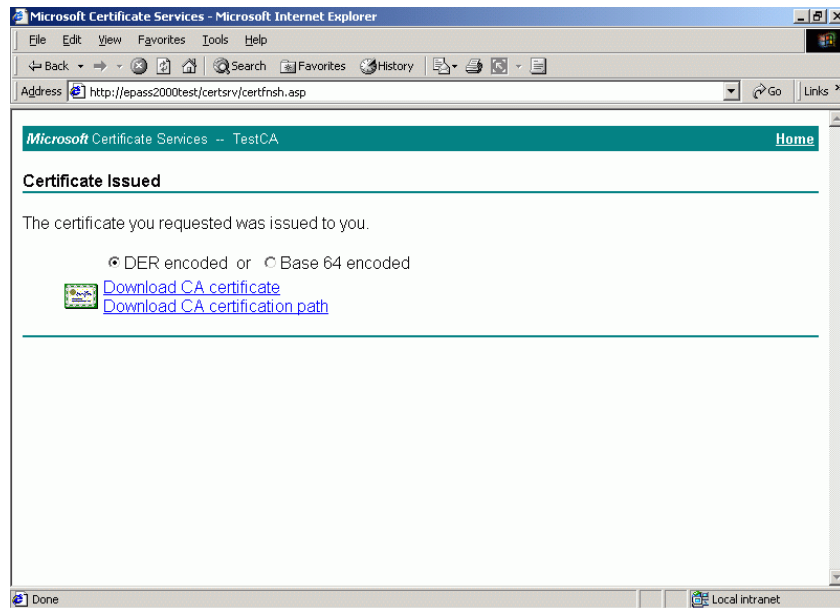 Microsoft Certificate Services - Microsoft Internet Explorer
File Edit View Favorites Tools Help
Back Search Favorites History
Address http://epass2000test/certsrv/certfnsh.asp Go Links »
Microsoft Certificate Services -- TestCA Home
Certificate Issued
The certificate you requested was issued to you.
DER encoded or Base 64 encoded
Download CA certificate
Download CA certification path
Done Local intranet